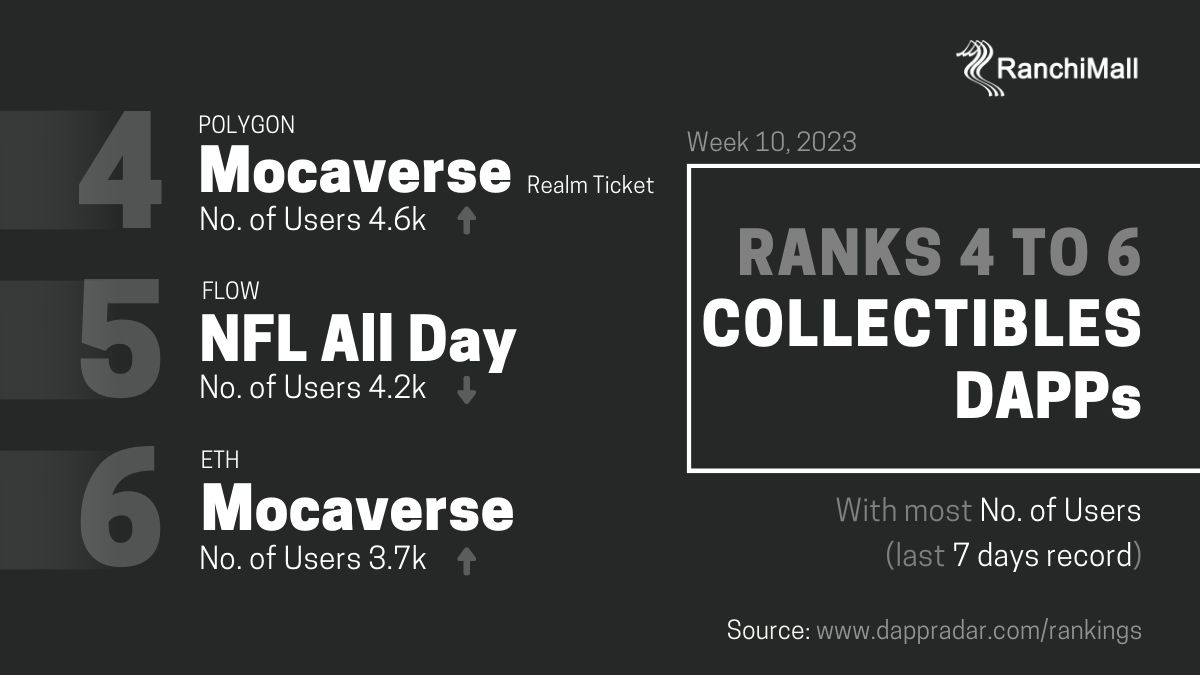 RanchiMall
4
POLYGON
Mocaverse Realm Ticket
No. of Users 4.6k
5
FLOW
NFL All Day
No. of Users 4.2k
6
ETH
Mocaverse
No. of Users 3.7k
Week 10, 2023
RANKS 4 TO 6
COLLECTIBLES
DAPPs
With most No. of Users
(last 7 days record)
Source: www.dappradar.com/rankings